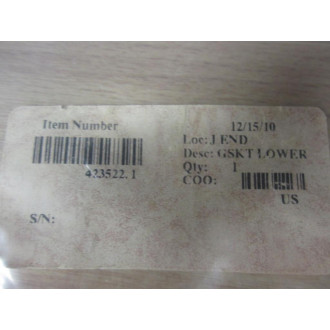 Item Number
423522.1
S/N:
12/15/10
Loc: J END
Desc: GSKT LOWER
Qty: 1
COO:
US